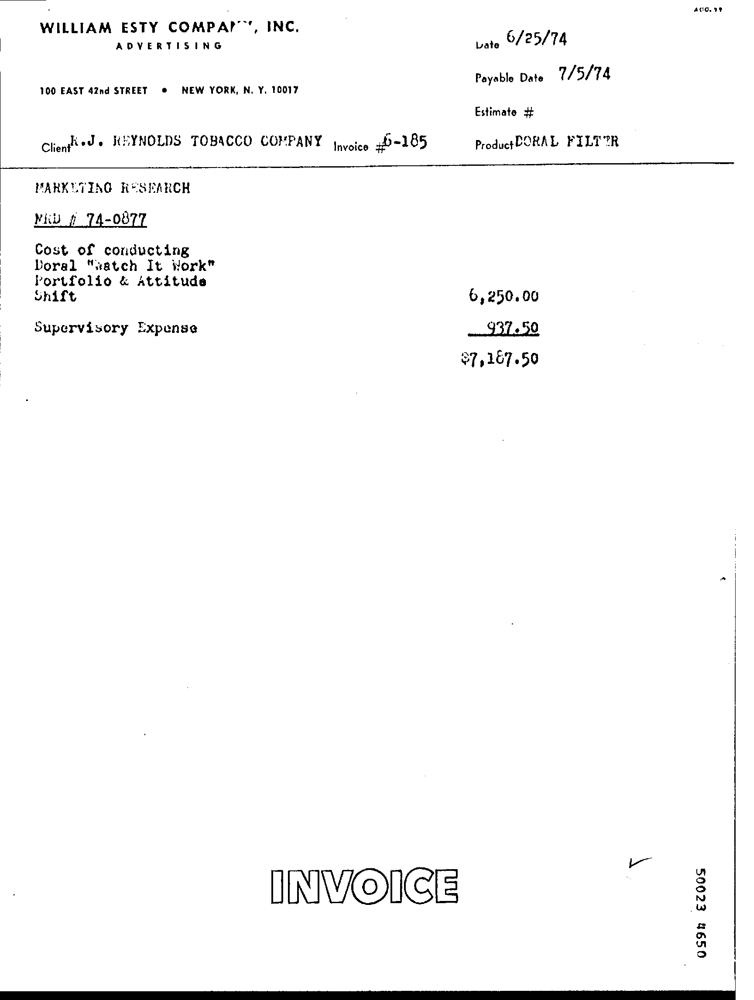 ACC. 11
WILLIAM ESTY COMPANY, INC.
ADVERTISING
100 EAST 42nd STREET • NEW YORK, N. Y. 10017
Date 6/25/74
Payable Date 7/5/74
Estimate #
Client R.J. REYNOLDS TOBACCO COMPANY Invoice #6-185 Product DORAL FILTER
MARKETING RESEARCH
MRD # 74-0877
Cost of conducting
Doral "Watch It Work"
Portfolio & Attitude
Shift 6,250.00
Supervisory Expense 937.50
$7,187.50
INVOICE
50023 4650